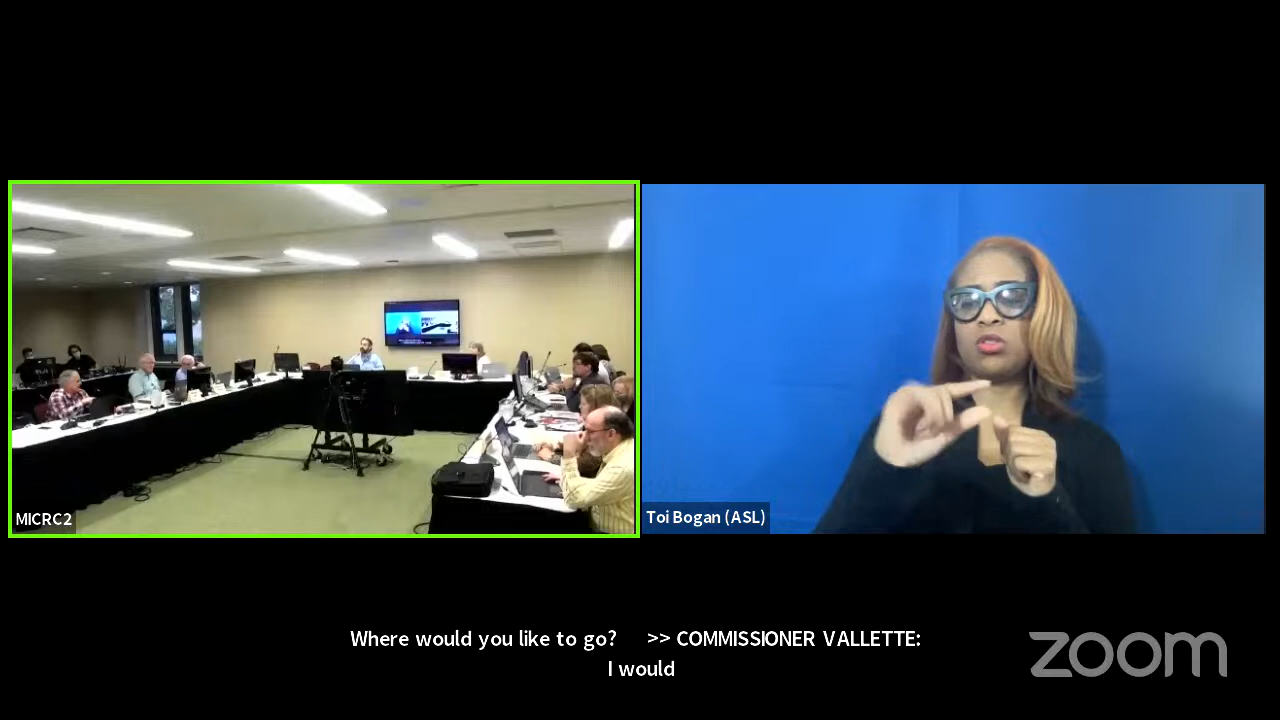 MICRC2
Toi Bogan (ASL)
Where would you like to go? >> COMMISSIONER VALLETTE:
I would
zoom